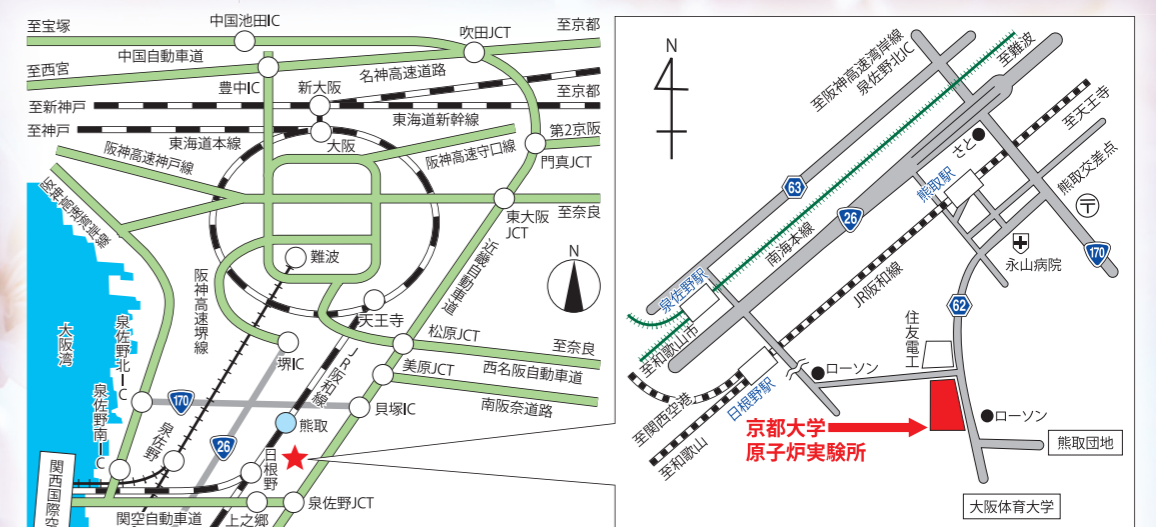 至宝塚
中国池田IC
中国自動車道
吹田JCT
至京都
至西宮
名神高速道路
豊中IC
新大阪
至京都
至新神戸
東海道新幹線
至神戸
東海道本線
大阪
第2京阪
阪神高速守口線
門真JCT
阪神高速神戸線
阪神高速湾岸線
東大阪
JCT
至奈良
近畿自動車道
難波
N
阪神高速堺線
天王寺
大阪湾
泉佐野北IC
松原JCT
至奈良
西名阪自動車道
堺IC
JR阪和線
美原JCT
南阪奈道路
泉佐野南IC
170
貝塚IC
熊取
26
泉佐野
日根野
関西国際空
泉佐野JCT
関空自動車道
上之郷
N
至阪神高速湾岸線
泉佐野北IC
至難波
至天王寺
さと
熊取交差点
63
熊取駅
〒
26
南海本線
170
永山病院
泉佐野駅
JR阪和線
62
至和歌山市
住友電工
ローソン
日根野駅
至関西空港
至和歌山
京都大学
原子炉実験所
ローソン
熊取団地
大阪体育大学